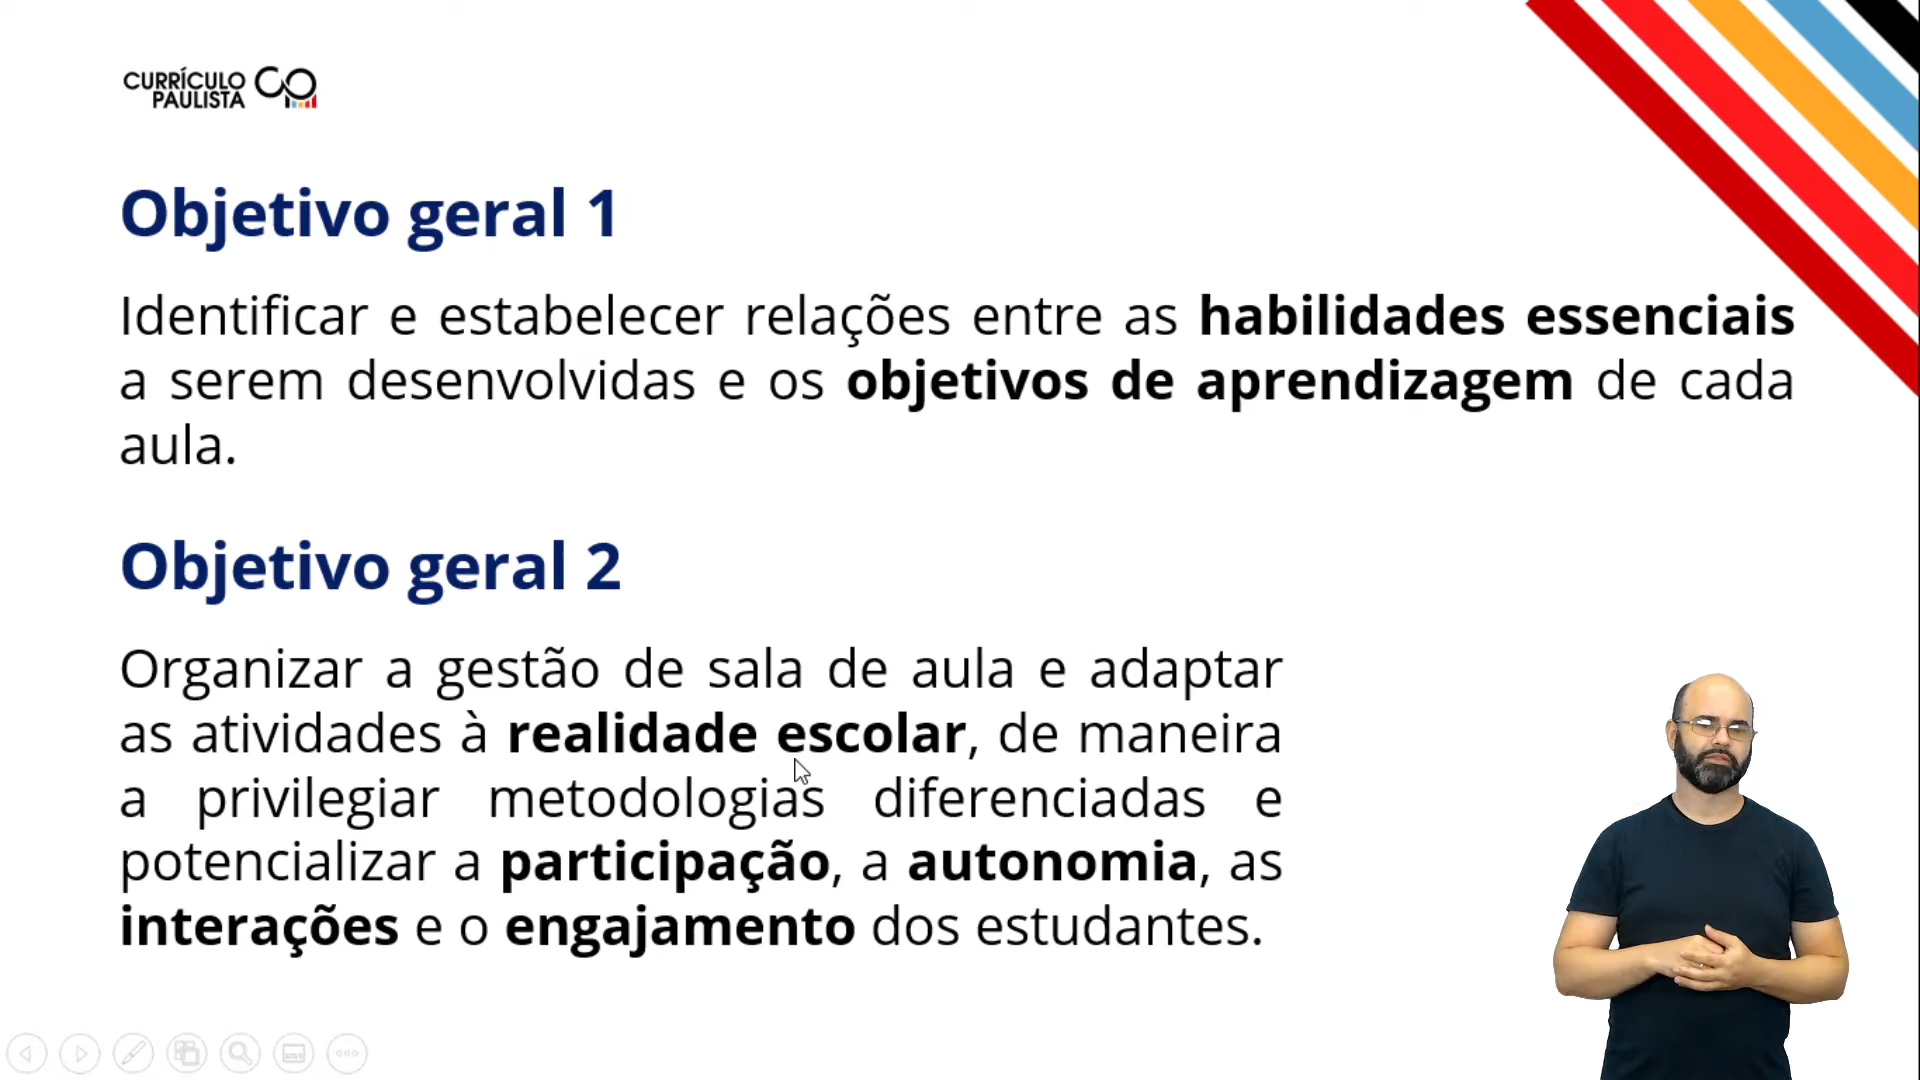 CURRÍCULO
PAULISTA
Objetivo geral 1
Identificar e estabelecer relações entre as habilidades essenciais
a serem desenvolvidas e os objetivos de aprendizagem de cada
aula.
Objetivo geral 2
Organizar a gestão de sala de aula e adaptar
as atividades à realidade escolar, de maneira
a privilegiar metodologias diferenciadas e
potencializar a participação, a autonomia, as
interações e o engajamento dos estudantes.